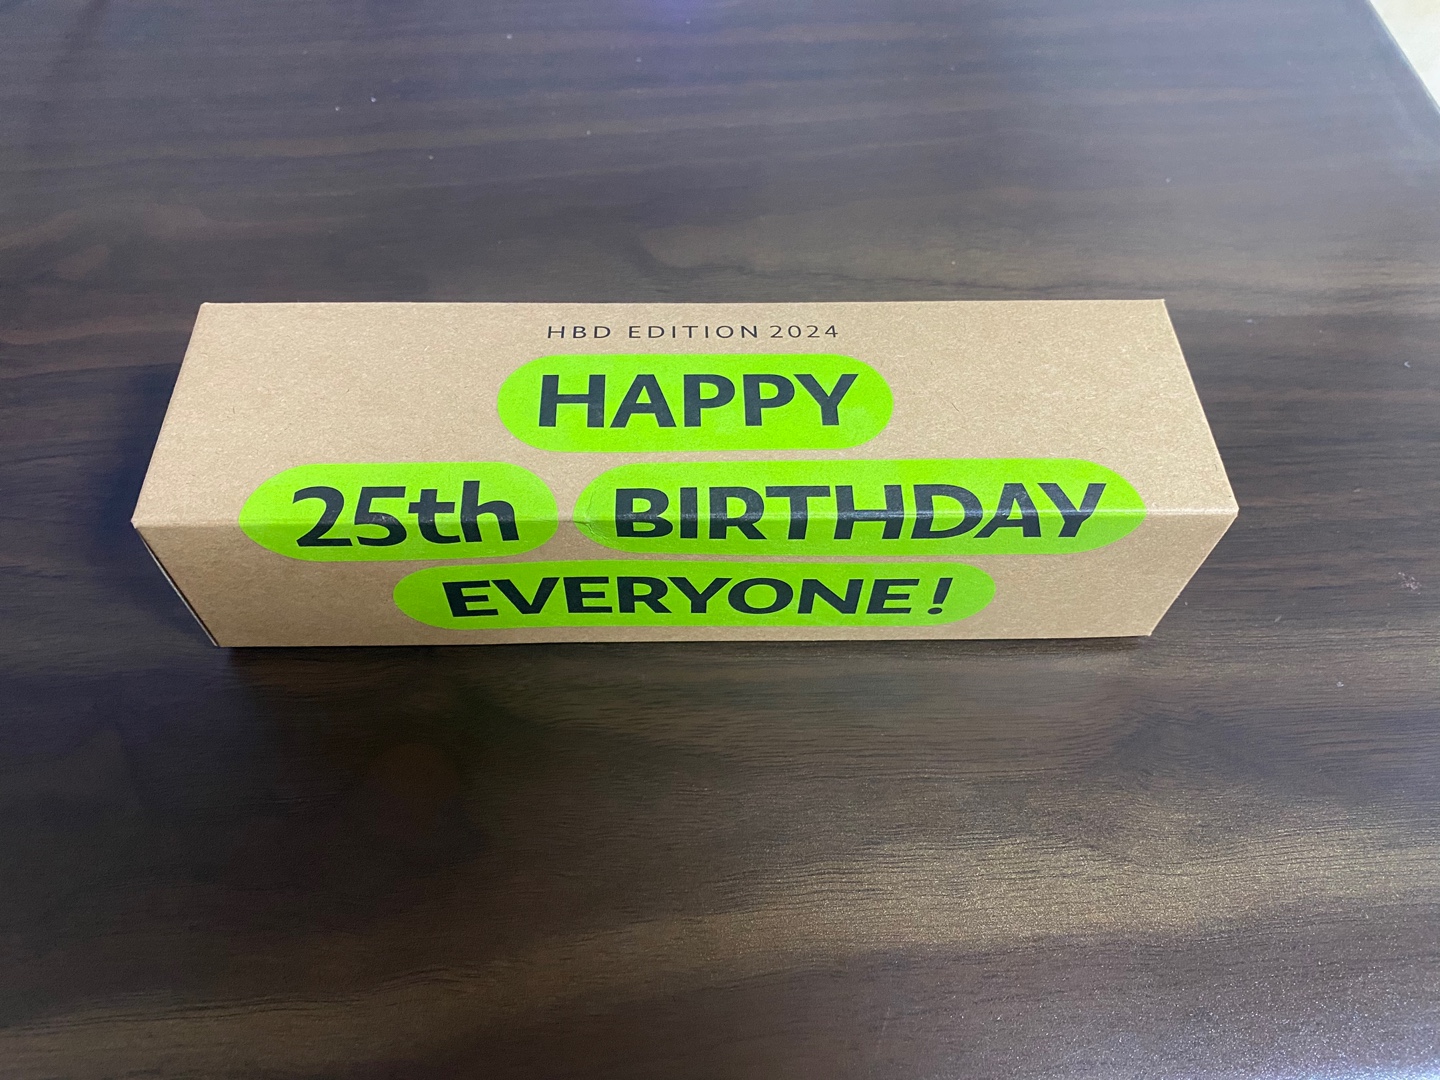 HBD EDITION 2024
HAPPY
25th BIRTHDAY
EVERYONE!